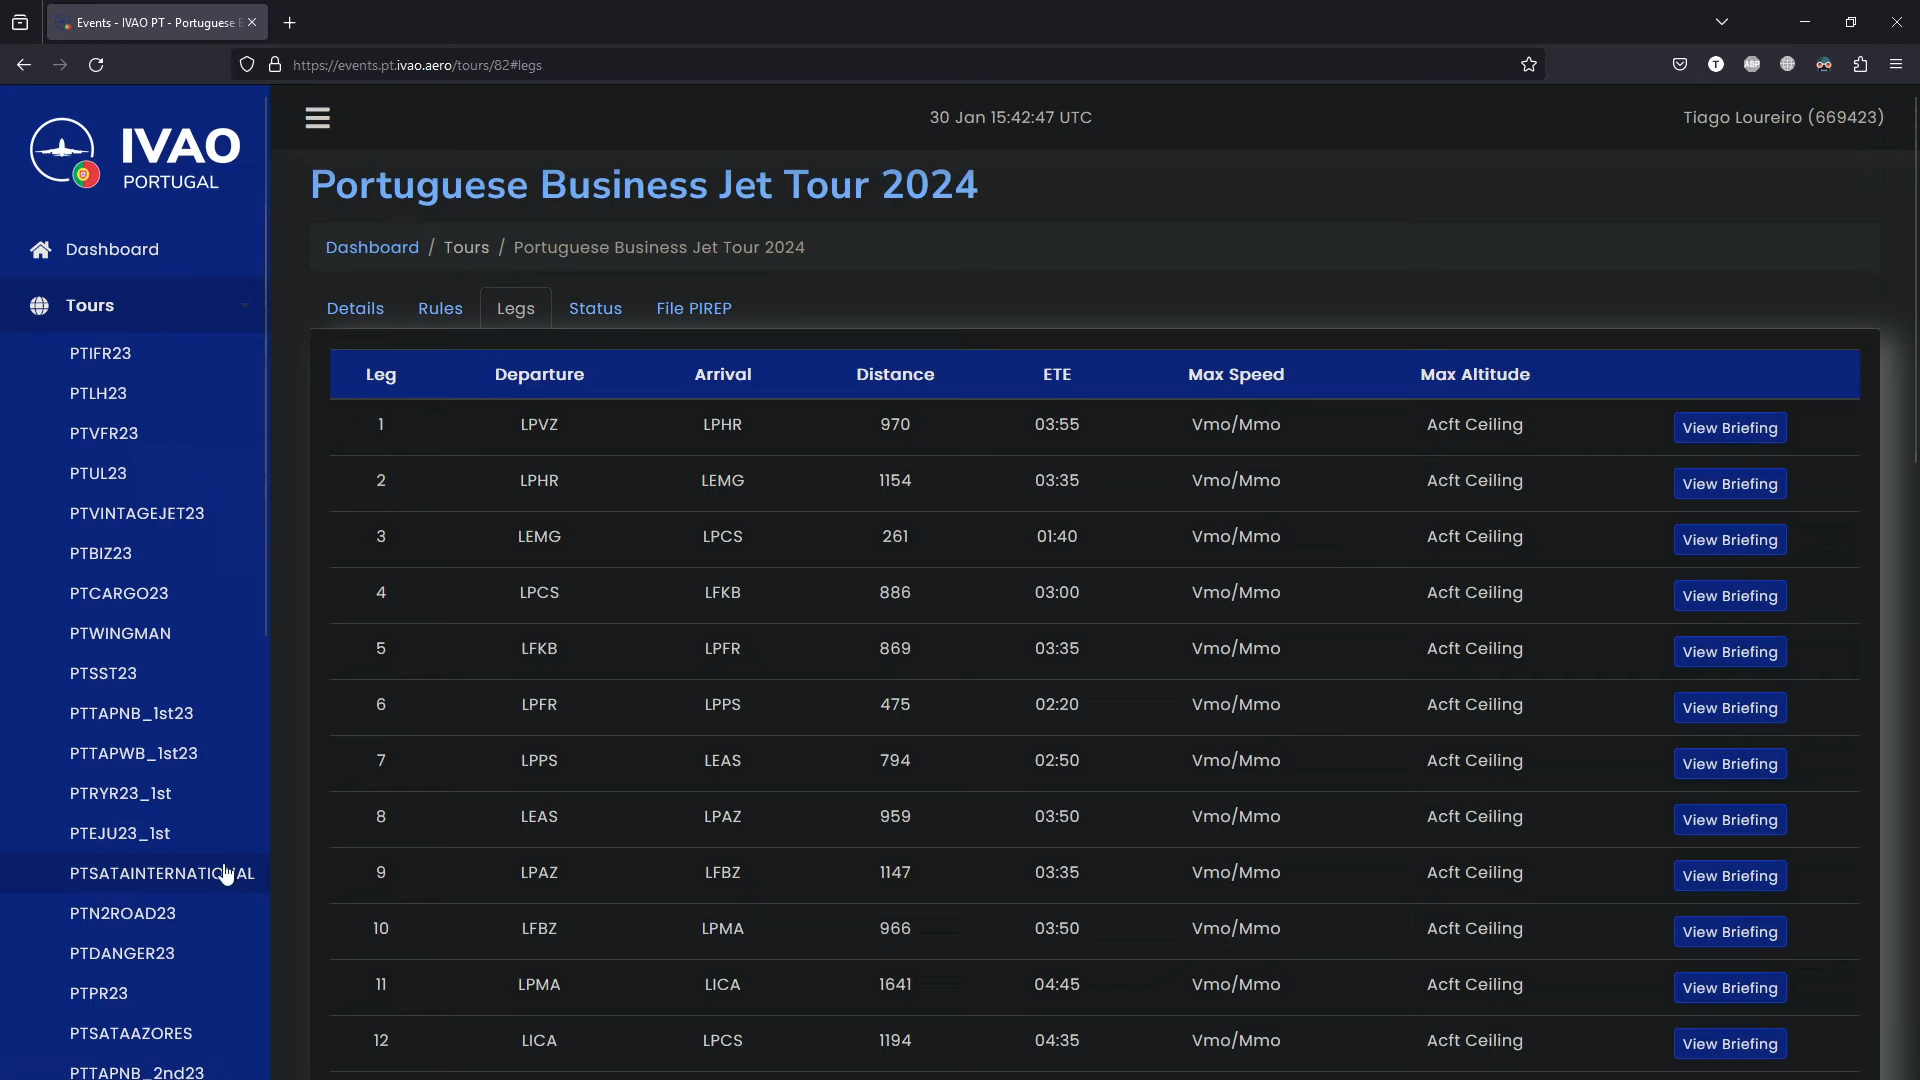 Events - IVAO PT - Portuguese
https://events.pt.ivao.aero/tours/82#legs
T
ABP
IVAO
PORTUGAL
30 Jan 15:42:47 UTC
Tiago Loureiro (669423)
Portuguese Business Jet Tour 2024
Dashboard / Tours / Portuguese Business Jet Tour 2024
Details Rules Legs Status File PIREP
Dashboard
Tours
PTIFR23
PTLH23
PTVFR23
PTUL23
PTVINTAGEJET23
PTBIZ23
PTCARGO23
PTWINGMAN
PTSST23
PTTAPNB_1st23
PTTAPWB_1st23
PTRYR23_1st
PTEJU23_1st
PTSATAINTERNATIONAL
PTN2ROAD23
PTDANGER23
PTPR23
PTSATAAZORES
PTTAPNB_2nd23
Leg Departure Arrival Distance ETE Max Speed Max Altitude
1 LPVZ LPHR 970 03:55 Vmo/Mmo Acft Ceiling View Briefing
2 LPHR LEMG 1154 03:35 Vmo/Mmo Acft Ceiling View Briefing
3 LEMG LPCS 261 01:40 Vmo/Mmo Acft Ceiling View Briefing
4 LPCS LFKB 886 03:00 Vmo/Mmo Acft Ceiling View Briefing
5 LFKB LPFR 869 03:35 Vmo/Mmo Acft Ceiling View Briefing
6 LPFR LPPS 475 02:20 Vmo/Mmo Acft Ceiling View Briefing
7 LPPS LEAS 794 02:50 Vmo/Mmo Acft Ceiling View Briefing
8 LEAS LPAZ 959 03:50 Vmo/Mmo Acft Ceiling View Briefing
9 LPAZ LFBZ 1147 03:35 Vmo/Mmo Acft Ceiling View Briefing
10 LFBZ LPMA 966 03:50 Vmo/Mmo Acft Ceiling View Briefing
11 LPMA LICA 1641 04:45 Vmo/Mmo Acft Ceiling View Briefing
12 LICA LPCS 1194 04:35 Vmo/Mmo Acft Ceiling View Briefing